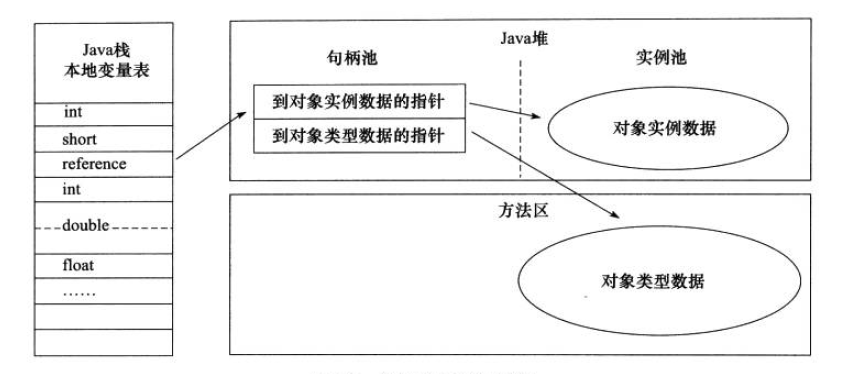 Java栈
本地变量表
int
short
reference
int
double
float
……
Java堆
句柄池
实例池
到对象实例数据的指针
到对象类型数据的指针
对象实例数据
方法区
对象类型数据